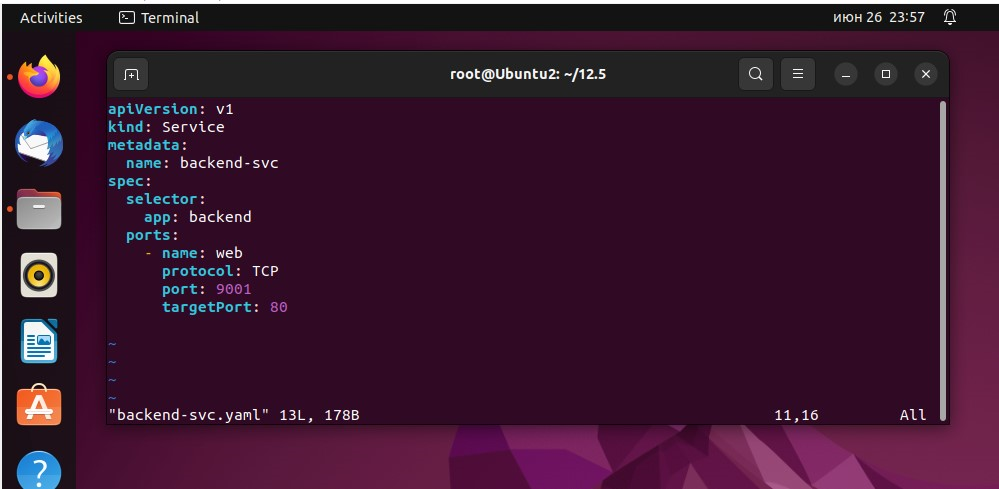 Activities
Terminal
июн 26 23:57
root@Ubuntu2: ~/12.5
apiVersion: v1
kind: Service
metadata:
  name: backend-svc
spec:
  selector:
    app: backend
  ports:
    - name: web
      protocol: TCP
      port: 9001
      targetPort: 80
~
~
~
~
"backend-svc.yaml" 13L, 178B
11,16
All